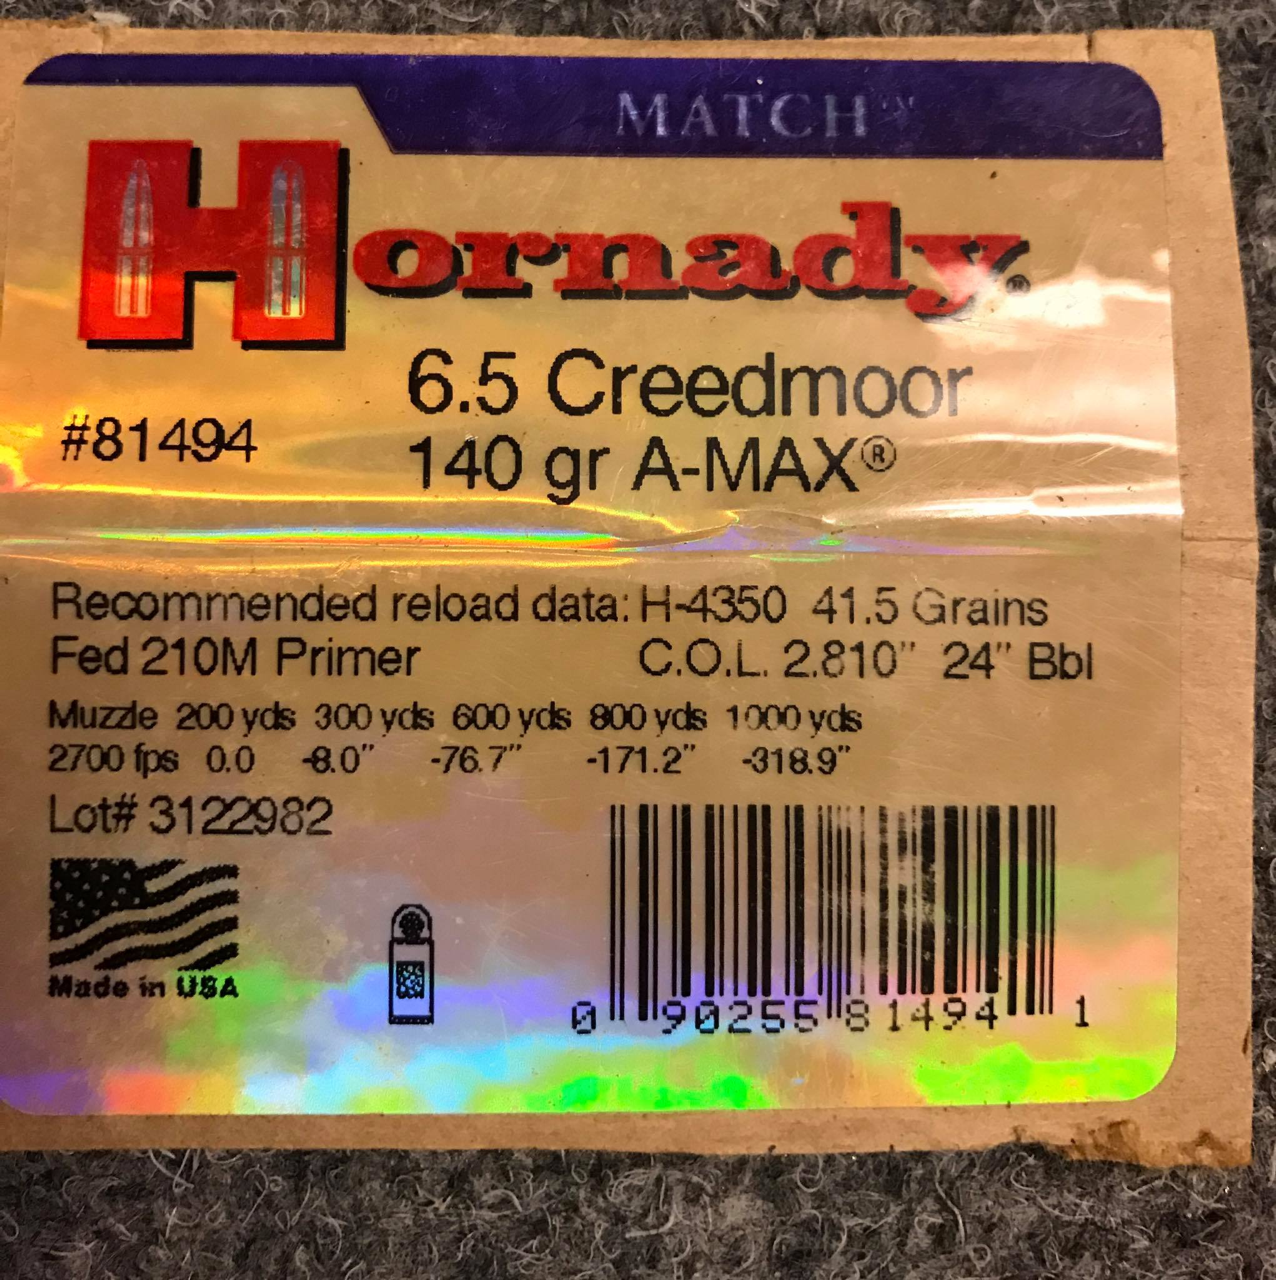 MATCH™
Hornady®
6.5 Creedmoor
#81494
140 gr A-MAX®
Recommended reload data: H-4350 41.5 Grains
Fed 210M Primer C.O.L. 2.810" 24" Bbl
Muzzle 200 yds 300 yds 600 yds 800 yds 1000 yds
2700 fps 0.0 -8.0" -76.7" -171.2" -318.9"
Lot# 3122982
Made in USA
0 90255 81494 1